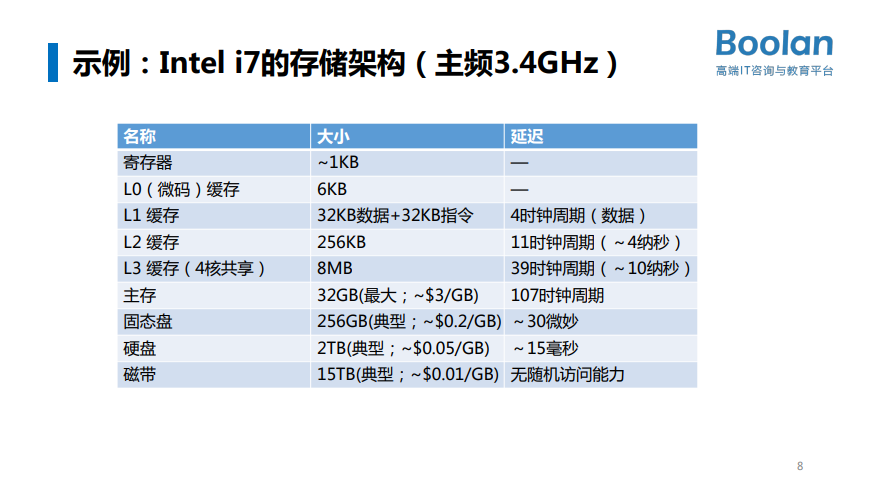 示例：Intel i7的存储架构（主频3.4GHz）
Boolan
高端IT咨询与教育平台
名称 大小 延迟
寄存器 ~1KB —
L0（微码）缓存 6KB —
L1 缓存 32KB数据+32KB指令 4时钟周期（数据）
L2 缓存 256KB 11时钟周期（～4纳秒）
L3 缓存（4核共享） 8MB 39时钟周期（～10纳秒）
主存 32GB(最大；~$3/GB) 107时钟周期
固态盘 256GB(典型；~$0.2/GB) ～30微妙
硬盘 2TB(典型；~$0.05/GB) ～15毫秒
磁带 15TB(典型；~$0.01/GB) 无随机访问能力
8